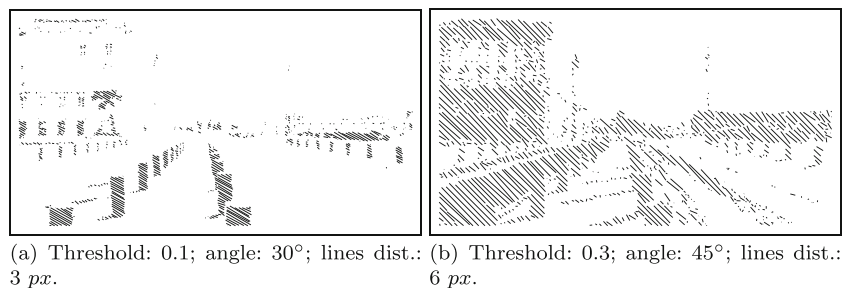 (a) Threshold: 0.1; angle: 30°; lines dist.:
3 px.
(b) Threshold: 0.3; angle: 45°; lines dist.:
6 px.